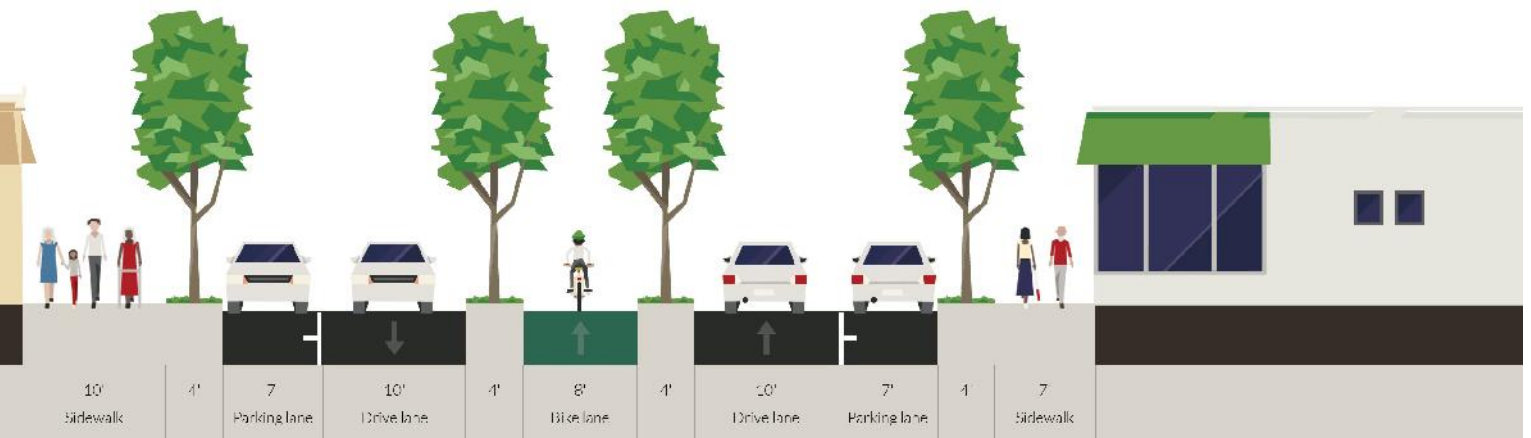 10' 4' 7' 10' 4' 8' 4' 10' 7' 4' 7'
Sidewalk Parking lane Drive lane Bike lane Drive lane Parking lane Sidewalk